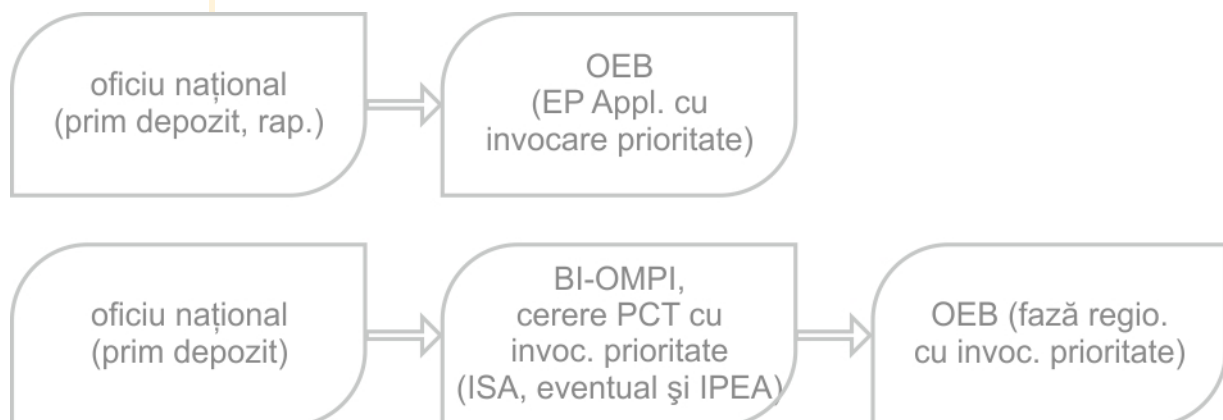 oficiu național
(prim depozit, rap.)
OEB
(EP Appl. cu
invocare prioritate)
oficiu național
(prim depozit)
BI-OMPI,
cerere PCT cu
invoc. prioritate
(ISA, eventual şi IPEA)
OEB (fază regio.
cu invoc. prioritate)